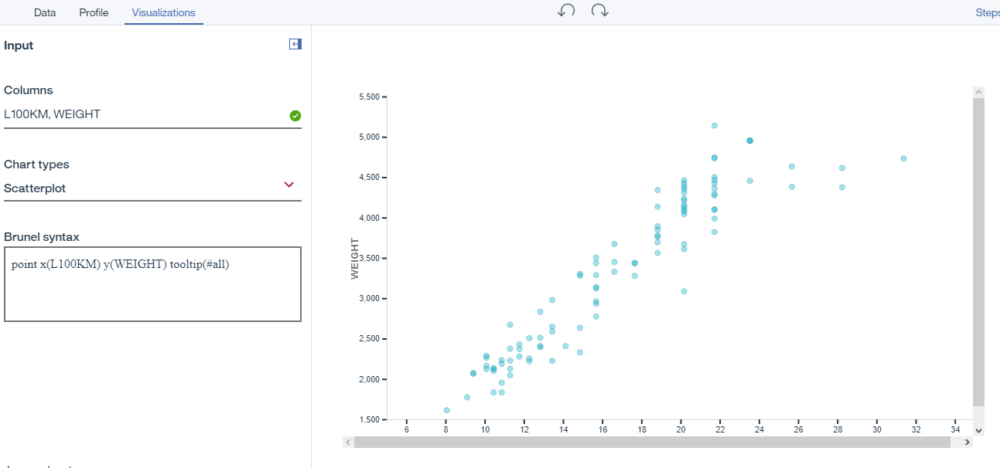 Data Profile Visualizations Steps
Input
Columns
L100KM, WEIGHT
Chart types
Scatterplot
Brunel syntax
point x(L100KM) y(WEIGHT) tooltip(#all)
5,500
5,000
4,500
4,000
3,500
3,000
2,500
2,000
1,500
WEIGHT
6 8 10 12 14 16 18 20 22 24 26 28 30 32 34